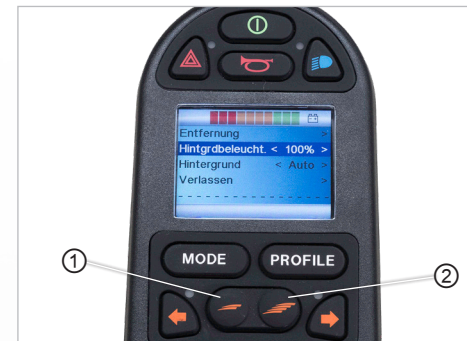 Entfernung >
Hintgrdbeleucht. < 100% >
Hintergrund < Auto >
Verlassen >
MODE PROFILE
1 2